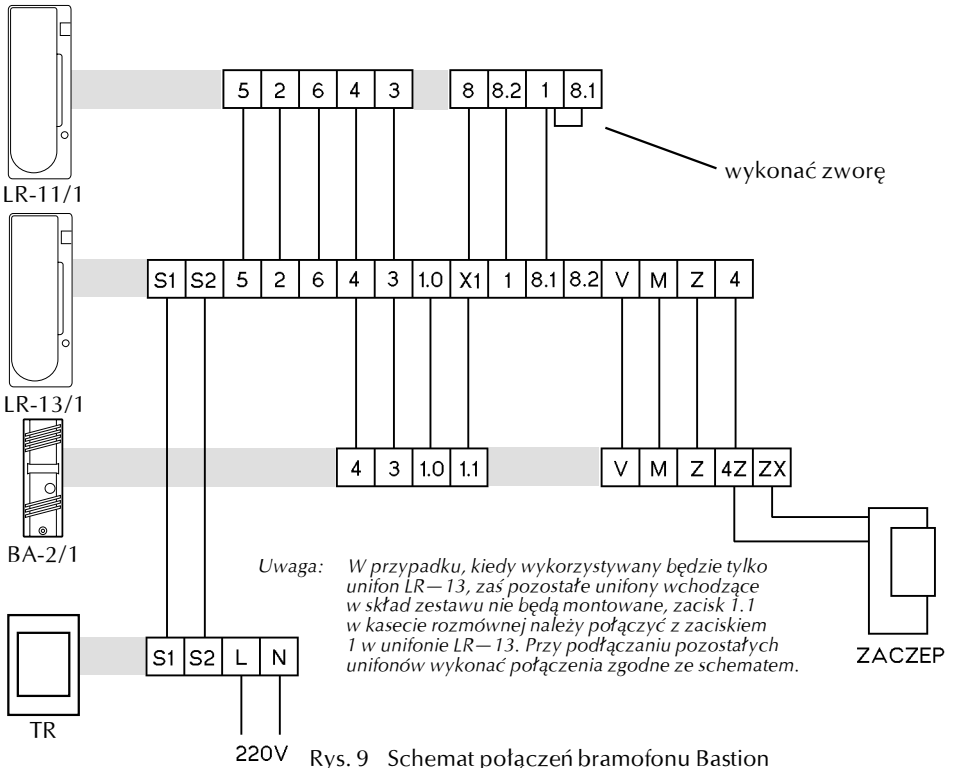 5 2 6 4 3 8 8.2 1 8.1
wykonać zworę
LR-11/1
S1 S2 5 2 6 4 3 1.0 X1 1 8.1 8.2 V M Z 4
LR-13/1
4 3 1.0 1.1 V M Z 4Z ZX
BA-2/1
Uwaga: W przypadku, kiedy wykorzystywany będzie tylko
unifon LR—13, zaś pozostałe unifony wchodzące
w skład zestawu nie będą montowane, zacisk 1.1
w kasecie rozmównej należy połączyć z zaciskiem
1 w unifonie LR—13. Przy podłączaniu pozostałych
unifonów wykonać połączenia zgodne ze schematem.
ZACZEP
S1 S2 L N
TR
220V
Rys. 9 Schemat połączeń bramofonu Bastion